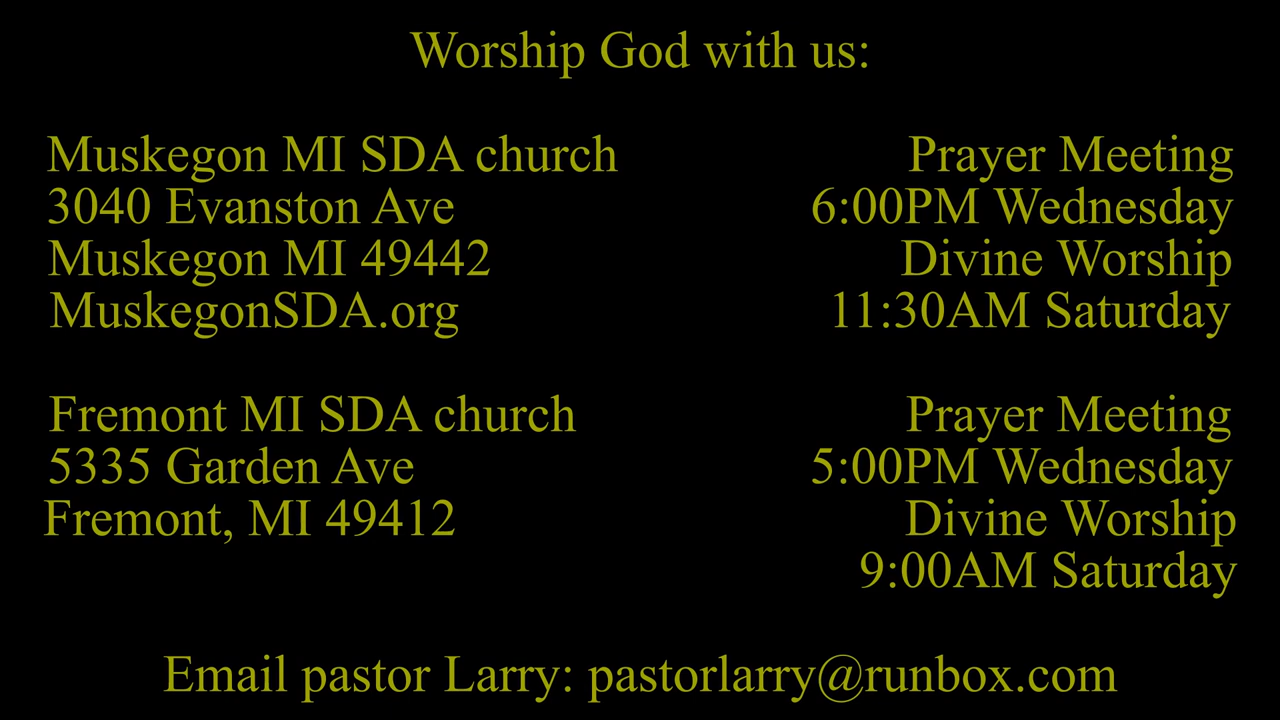 Worship God with us:
Muskegon MI SDA church
3040 Evanston Ave
Muskegon MI 49442
MuskegonSDA.org
Prayer Meeting
6:00PM Wednesday
Divine Worship
11:30AM Saturday
Fremont MI SDA church
5335 Garden Ave
Fremont, MI 49412
Prayer Meeting
5:00PM Wednesday
Divine Worship
9:00AM Saturday
Email pastor Larry: pastorlarry@runbox.com